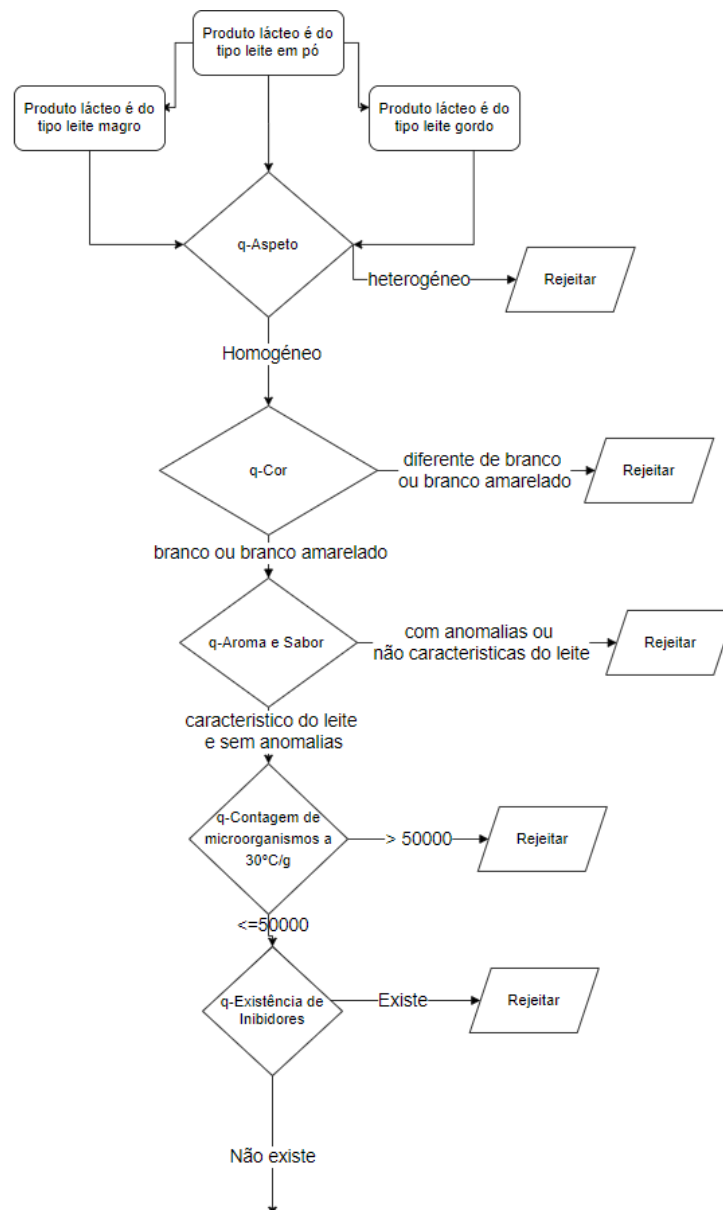 Produto lácteo é do
tipo leite em pó
Produto lácteo é do
tipo leite magro
Produto lácteo é do
tipo leite gordo
q-Aspeto
heterogéneo
Rejeitar
Homogéneo
q-Cor
diferente de branco
ou branco amarelado
Rejeitar
branco ou branco amarelado
q-Aroma e Sabor
com anomalias ou
não caracteristicas do leite
Rejeitar
caracteristico do leite
e sem anomalias
q-Contagem de
microorganismos a
30ºC/g
> 50000
Rejeitar
<=50000
q-Existência de
Inibidores
Existe
Rejeitar
Não existe